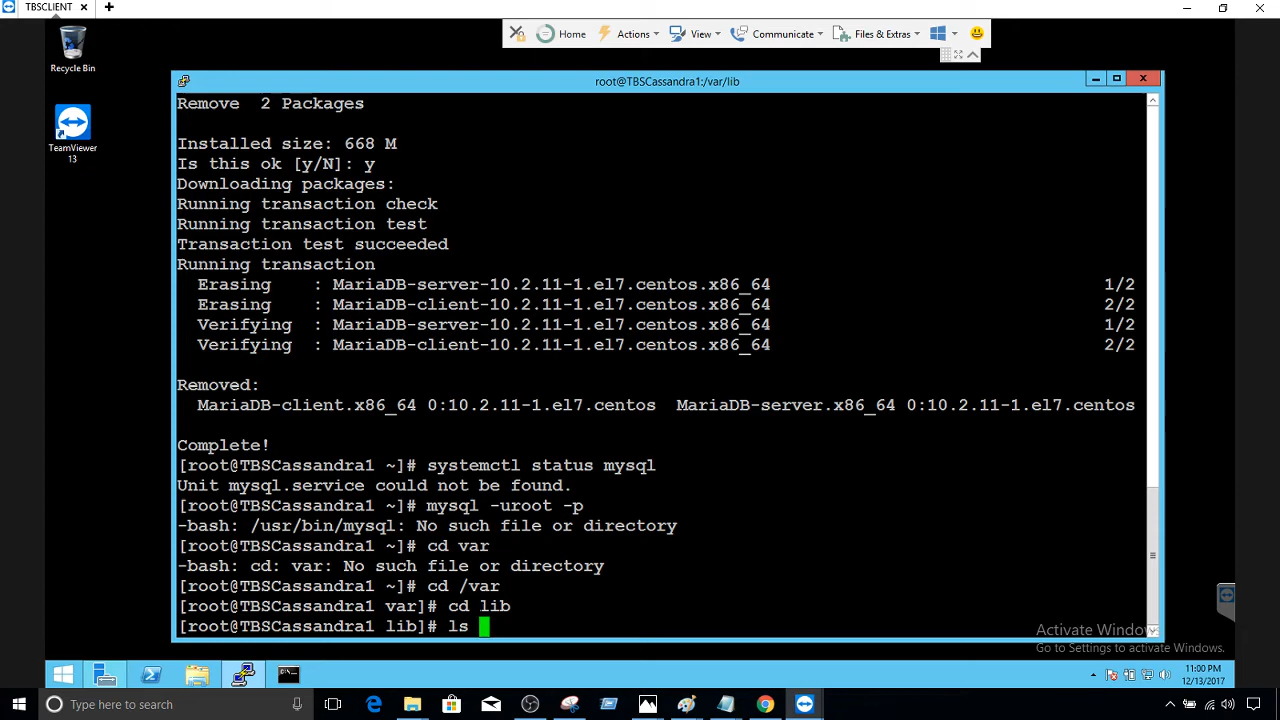 TBSCLIENT
Home Actions View Communicate Files & Extras
Recycle Bin
TeamViewer
13
root@TBSCassandra1:/var/lib
Remove  2 Packages
Installed size: 668 M
Is this ok [y/N]: y
Downloading packages:
Running transaction check
Running transaction test
Transaction test succeeded
Running transaction
  Erasing    : MariaDB-server-10.2.11-1.el7.centos.x86_64 1/2
  Erasing    : MariaDB-client-10.2.11-1.el7.centos.x86_64 2/2
  Verifying  : MariaDB-server-10.2.11-1.el7.centos.x86_64 1/2
  Verifying  : MariaDB-client-10.2.11-1.el7.centos.x86_64 2/2
Removed:
  MariaDB-client.x86_64 0:10.2.11-1.el7.centos  MariaDB-server.x86_64 0:10.2.11-1.el7.centos
Complete!
[root@TBSCassandra1 ~]# systemctl status mysql
Unit mysql.service could not be found.
[root@TBSCassandra1 ~]# mysql -uroot -p
-bash: /usr/bin/mysql: No such file or directory
[root@TBSCassandra1 ~]# cd var
-bash: cd: var: No such file or directory
[root@TBSCassandra1 ~]# cd /var
[root@TBSCassandra1 var]# cd lib
[root@TBSCassandra1 lib]# ls
Activate Windows
Go to Settings to activate Windows.
11:00 PM
12/13/2017
Type here to search